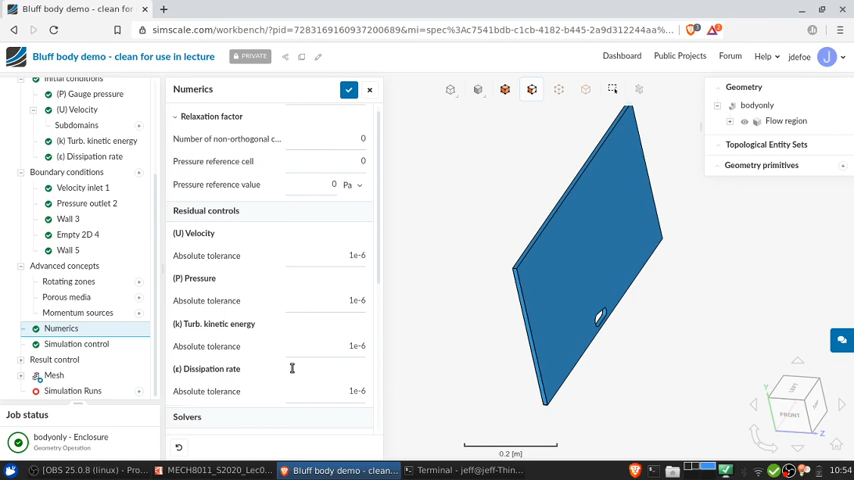 simscale.com/workbench/?pid=728316916093720068​9&mi=spec%3Ac7541bdb-c1cb-4182-b445-2a9d312244aa%...
Bluff body demo - clean for use in lecture
PRIVATE
Dashboard
Public Projects
Forum
Help
jdefoe
J
Initial conditions
(P) Gauge pressure
(U) Velocity
Subdomains
(k) Turb. kinetic energy
(ε) Dissipation rate
Boundary conditions
Velocity inlet 1
Pressure outlet 2
Wall 3
Empty 2D 4
Wall 5
Advanced concepts
Rotating zones
Porous media
Momentum sources
Numerics
Simulation control
Result control
Mesh
Simulation Runs
Job status
bodyonly - Enclosure
Geometry Operation
Numerics
Relaxation factor
Number of non-orthogonal c... 0
Pressure reference cell 0
Pressure reference value 0 Pa
Residual controls
(U) Velocity
Absolute tolerance 1e-6
(P) Pressure
Absolute tolerance 1e-6
(k) Turb. kinetic energy
Absolute tolerance 1e-6
(ε) Dissipation rate
Absolute tolerance 1e-6
Solvers
0.2 [m]
Geometry
bodyonly
Flow region
Topological Entity Sets
Geometry primitives
Y
Z
FRONT
LEFT
[OBS 25.0.8 (linux) - Pro...
MECH8011_S2020_Lec0...
Bluff body demo - clean...
Terminal - jeff@jeff-Thin...
10:54